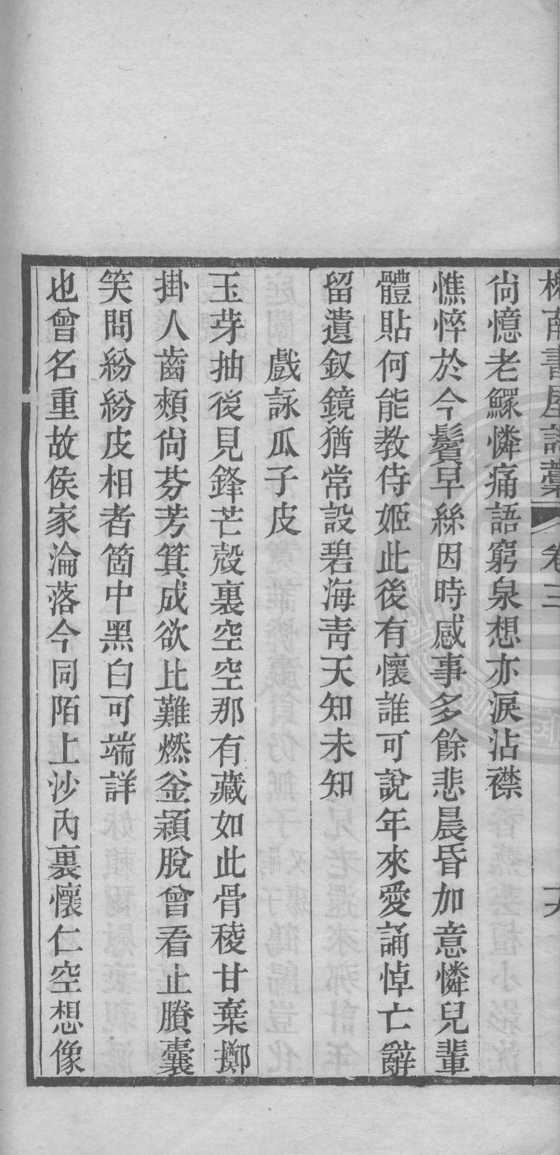 書屋詩藁 卷三
尙憶老鰥憐痛語窮泉想亦淚沾襟
憔悴於今鬢早絲因時感事多餘悲晨昏加意憐兒輩
體貼何能教侍姬此後有懷誰可說年來愛誦悼亡辭
留遺釵鏡猶常設碧海靑天知未知
戲詠瓜子皮
玉芽抽後見鋒芒殼裏空空那有藏如此骨稜甘棄擲
掛人齒頰尙芬芳箕成欲比難燃釜穎脫曾看止賸囊
笑問紛紛皮相者箇中黑白可端詳
也曾名重故侯家淪落今同陌上沙內裏懷仁空想像